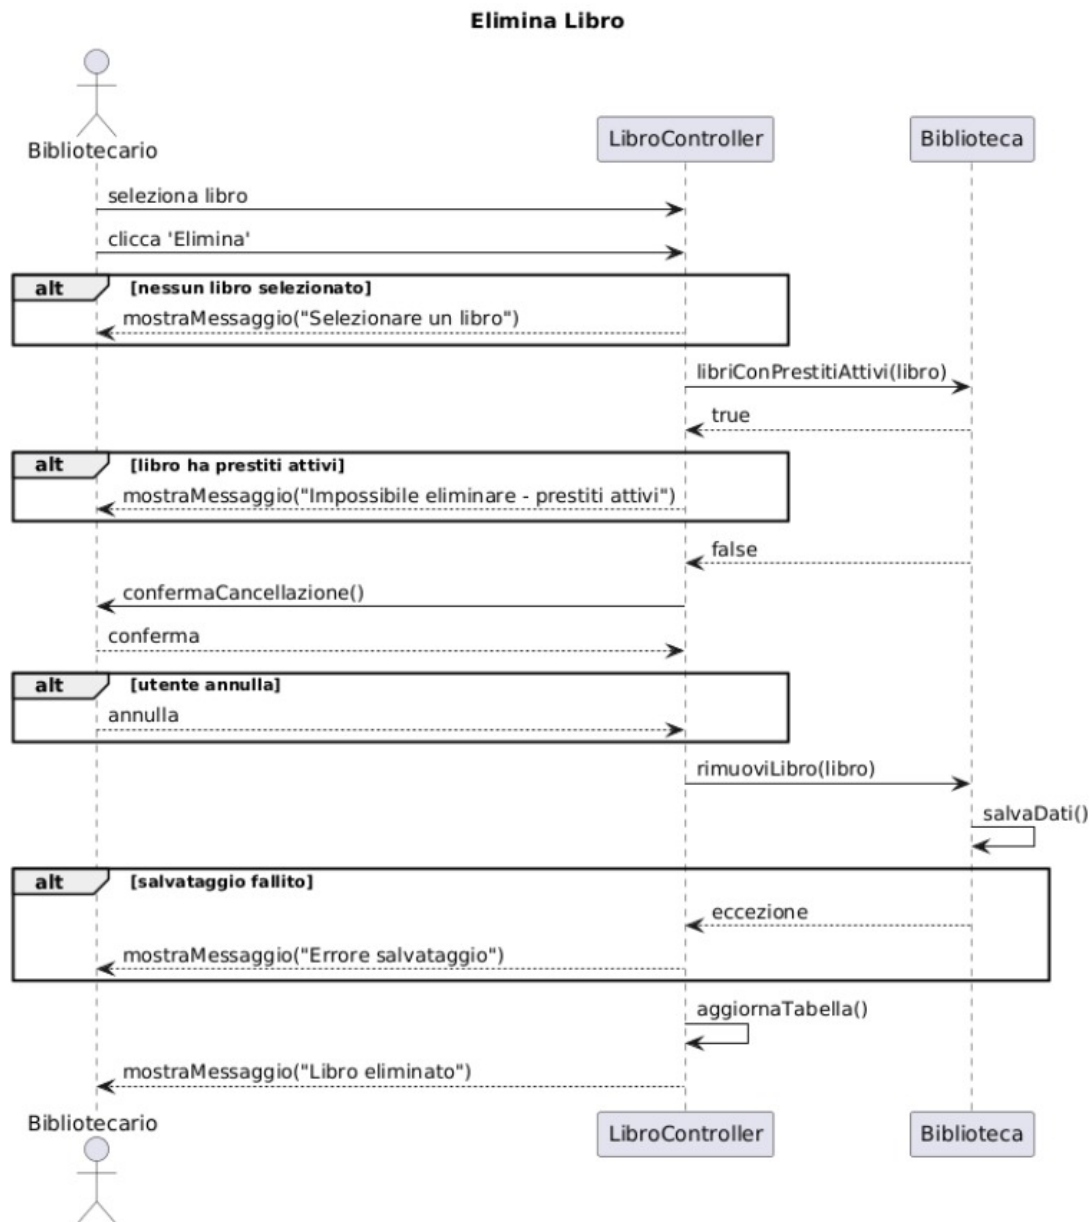 Elimina Libro
Bibliotecario
LibroController
Biblioteca
seleziona libro
clicca 'Elimina'
alt [nessun libro selezionato]
mostraMessaggio("Selezionare un libro")
libriConPrestitiAttivi(libro)
true
alt [libro ha prestiti attivi]
mostraMessaggio("Impossibile eliminare - prestiti attivi")
false
confermaCancellazione()
conferma
alt [utente annulla]
annulla
rimuoviLibro(libro)
salvaDati()
alt [salvataggio fallito]
eccezione
mostraMessaggio("Errore salvataggio")
aggiornaTabella()
mostraMessaggio("Libro eliminato")
Bibliotecario
LibroController
Biblioteca